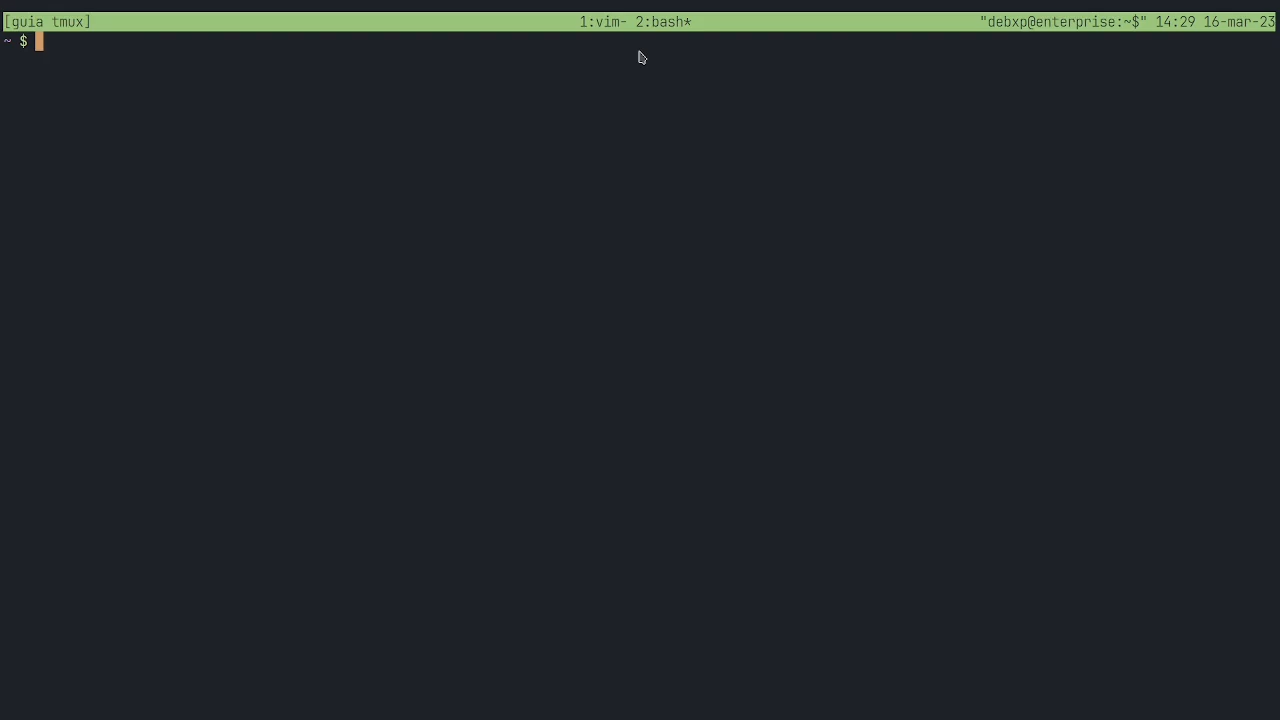 [guia tmux] 1:vim- 2:bash* "debxp@enterprise:~$" 14:29 16-mar-23
~ $